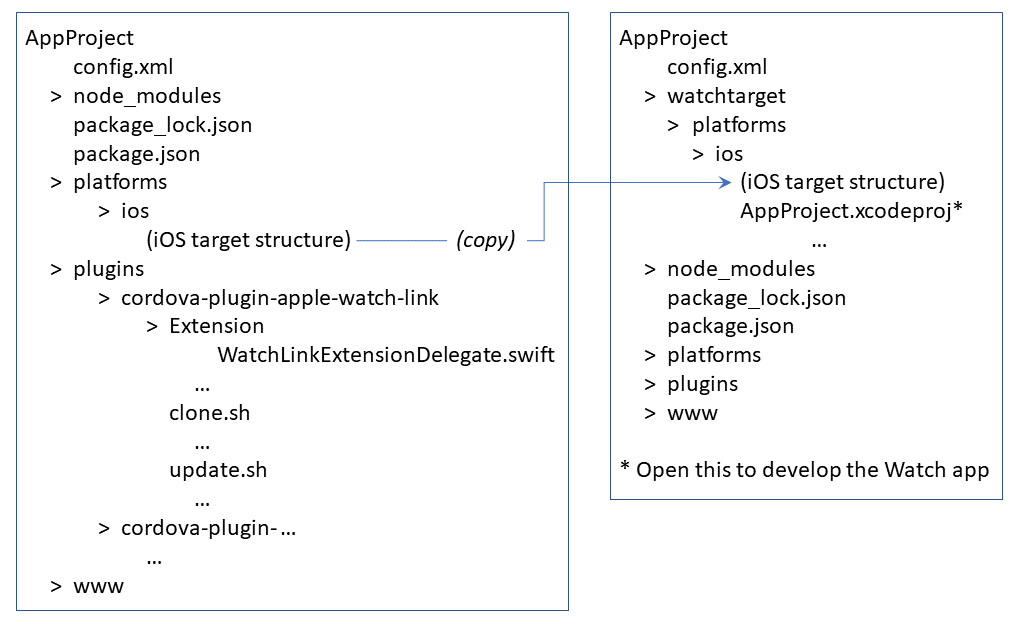 AppProject
config.xml
> node_modules
package_lock.json
package.json
> platforms
> ios
(iOS target structure)
(copy)
> plugins
> cordova-plugin-apple-watch-link
> Extension
WatchLinkExtensionDelegate.swift
...
clone.sh
...
update.sh
...
> cordova-plugin-...
...
> www
AppProject
config.xml
> watchtarget
> platforms
> ios
(iOS target structure)
AppProject.xcodeproj*
...
> node_modules
package_lock.json
package.json
> platforms
> plugins
> www
* Open this to develop the Watch app